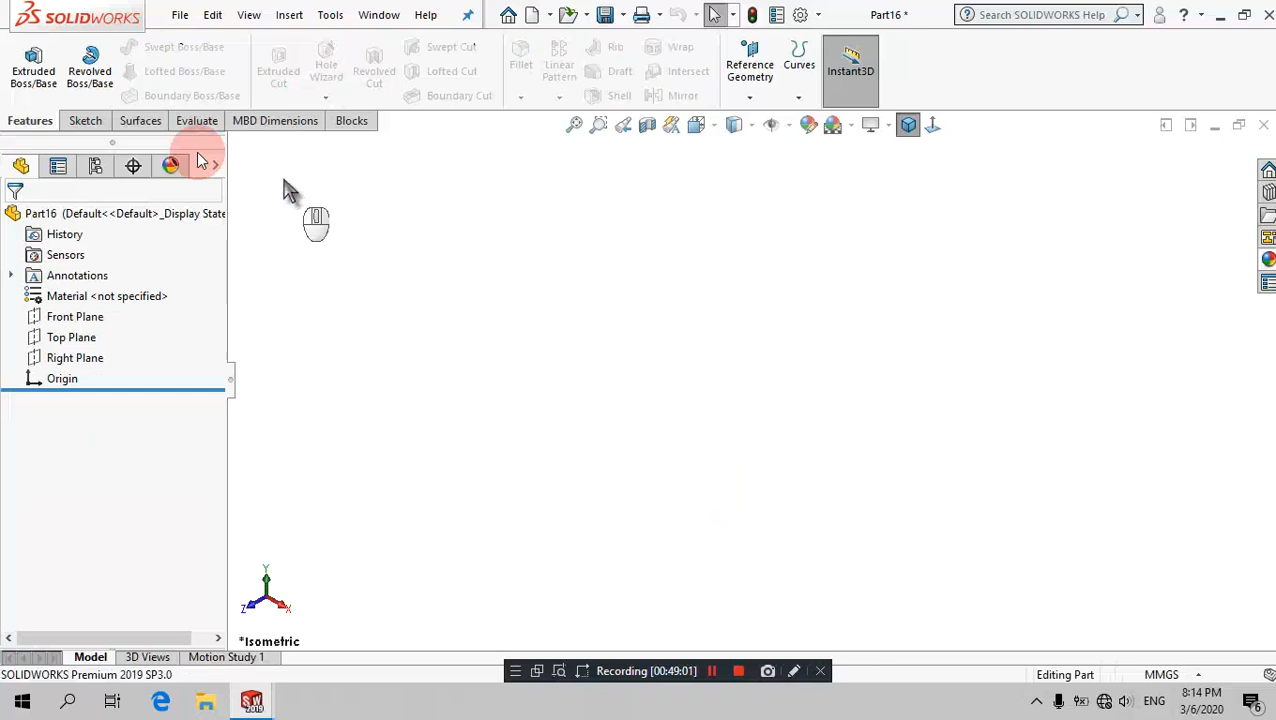 SOLIDWORKS File Edit View Insert Tools Window Help Part16 * Search SOLIDWORKS Help ?
Extruded Boss/Base
Revolved Boss/Base
Swept Boss/Base
Lofted Boss/Base
Boundary Boss/Base
Extruded Cut
Hole Wizard
Revolved Cut
Swept Cut
Lofted Cut
Boundary Cut
Fillet
Linear Pattern
Rib
Draft
Shell
Wrap
Intersect
Mirror
Reference Geometry
Curves
Instant3D
Features Sketch Surfaces Evaluate MBD Dimensions Blocks
Part16 (Default<<Default>_Display State
History
Sensors
Annotations
Material <not specified>
Front Plane
Top Plane
Right Plane
Origin
Y
Z X
*Isometric
Model 3D Views Motion Study 1
Recording [00:49:01]
SOLIDWORKS Premium 2019 SP3.0 Editing Part MMGS
SW 2019
ENG
8:14 PM
3/6/2020
6